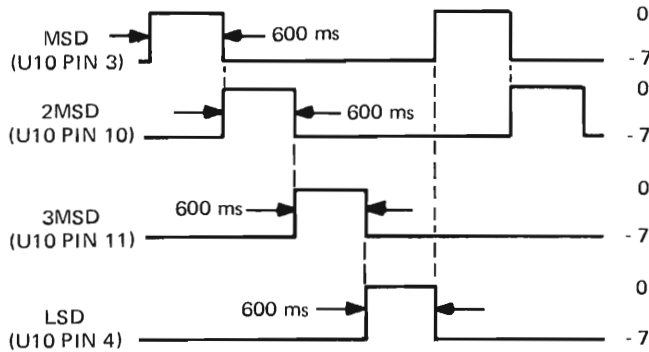 0
MSD 600 ms
(U10 PIN 3) - 7
0
2MSD 600 ms
(U10 PIN 10) - 7
0
3MSD 600 ms
(U10 PIN 11) - 7
0
LSD 600 ms
(U10 PIN 4) - 7